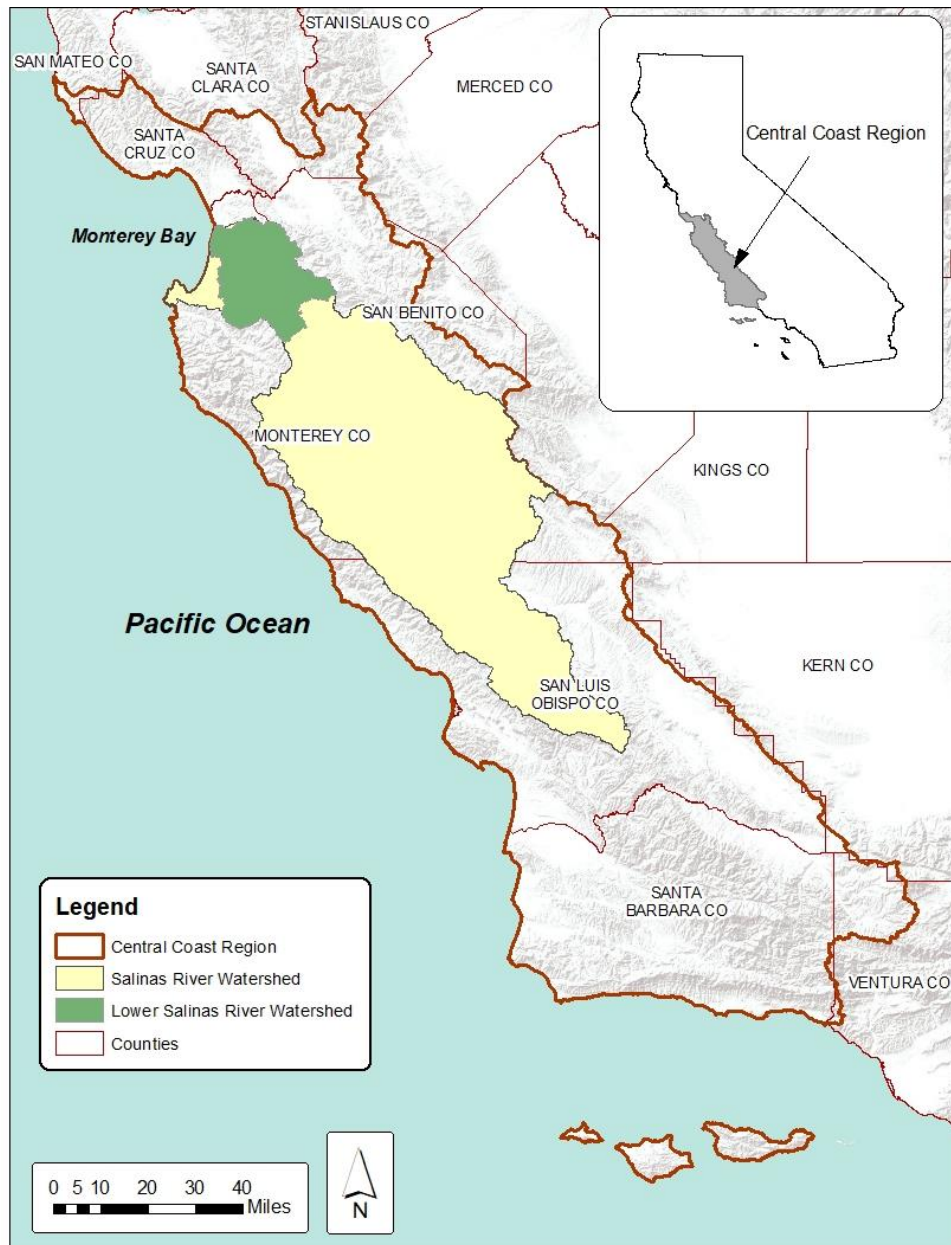 STANISLAUS CO
SAN MATEO CO
SANTA
CLARA CO
MERCED CO
SANTA
CRUZ CO
Central Coast Region
Monterey Bay
SAN BENITO CO
MONTEREY CO
KINGS CO
Pacific Ocean
KERN CO
SAN LUIS
OBISPO CO
SANTA
BARBARA CO
VENTURA CO
Legend
Central Coast Region
Salinas River Watershed
Lower Salinas River Watershed
Counties
0 5 10 20 30 40
Miles
N